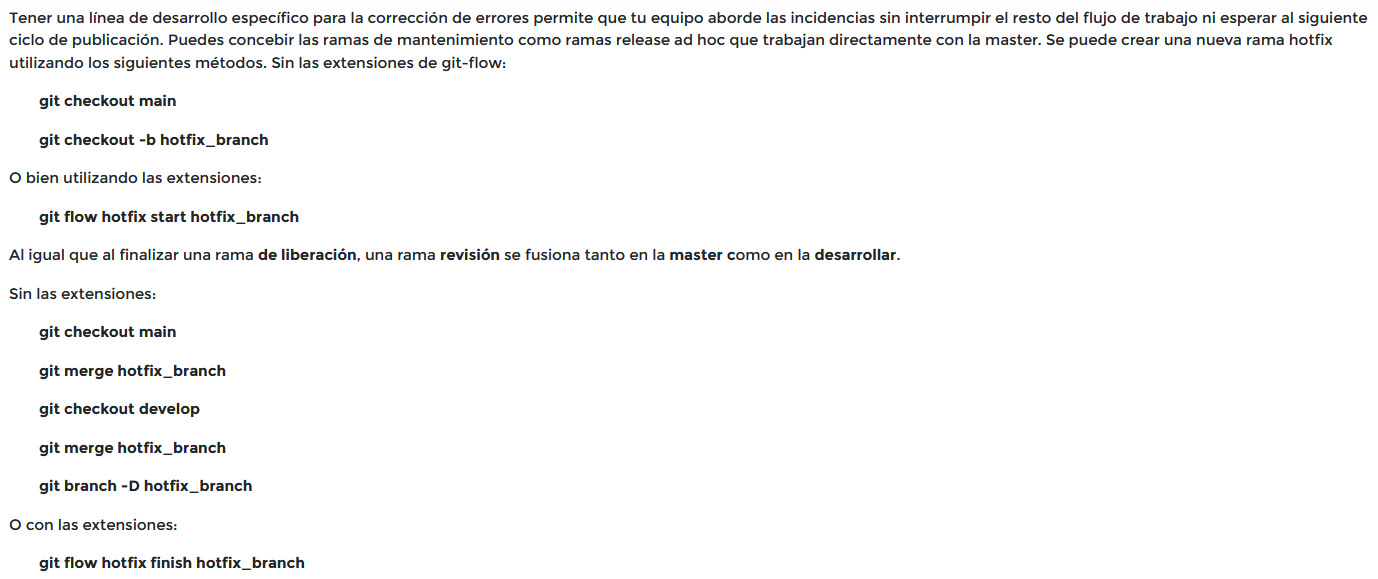 Tener una línea de desarrollo específico para la corrección de errores permite que tu equipo aborde las incidencias sin interrumpir el resto del flujo de trabajo ni esperar al siguiente
ciclo de publicación. Puedes concebir las ramas de mantenimiento como ramas release ad hoc que trabajan directamente con la master. Se puede crear una nueva rama hotfix
utilizando los siguientes métodos. Sin las extensiones de git-flow:
git checkout main
git checkout -b hotfix_branch
O bien utilizando las extensiones:
git flow hotfix start hotfix_branch
Al igual que al finalizar una rama de liberación, una rama revisión se fusiona tanto en la master como en la desarrollar.
Sin las extensiones:
git checkout main
git merge hotfix_branch
git checkout develop
git merge hotfix_branch
git branch -D hotfix_branch
O con las extensiones:
git flow hotfix finish hotfix_branch